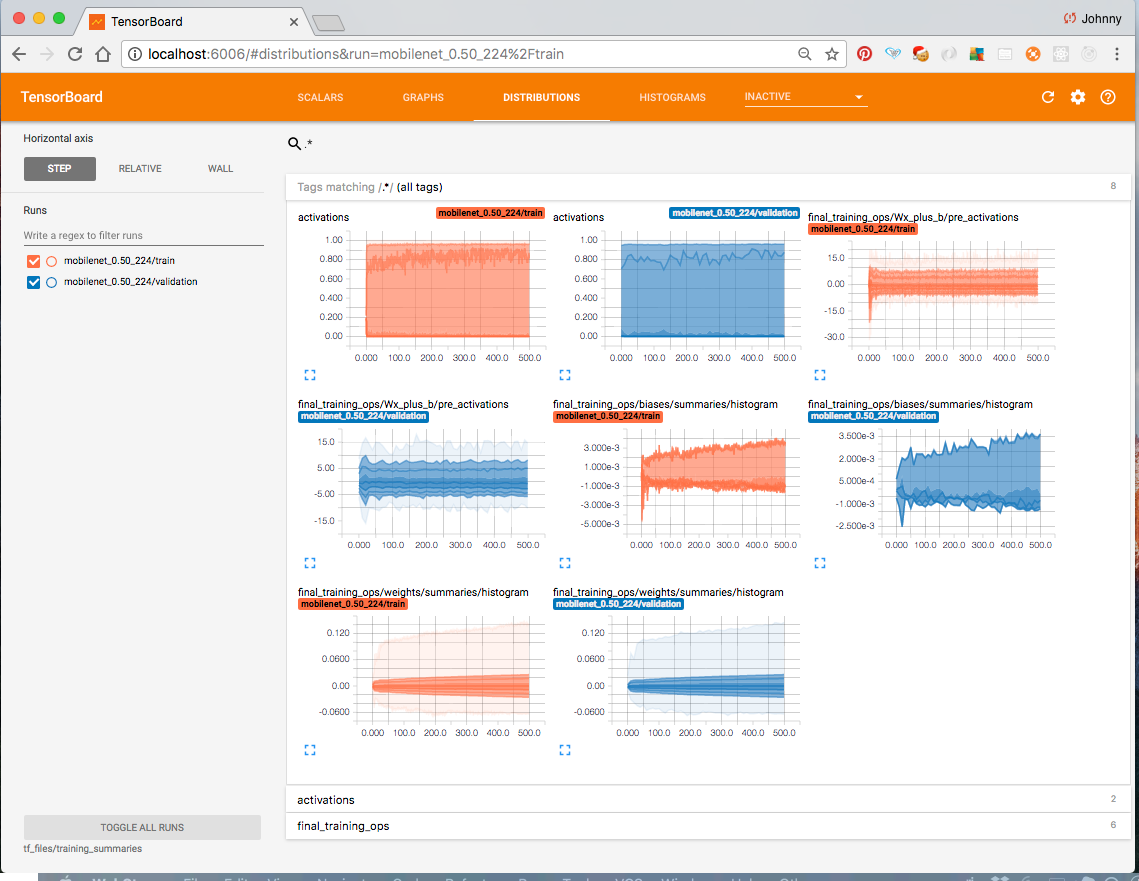 TensorBoard
Johnny
localhost:6006/#distributions&run=mobilenet_0.50_224%2Ftrain
TensorBoard
SCALARS
GRAPHS
DISTRIBUTIONS
HISTOGRAMS
INACTIVE
Horizontal axis
STEP
RELATIVE
WALL
Runs
Write a regex to filter runs
mobilenet_0.50_224/train
mobilenet_0.50_224/validation
TOGGLE ALL RUNS
tf_files/training_summaries
.*
Tags matching /.*/ (all tags)
8
activations
mobilenet_0.50_224/train
1.00
0.800
0.600
0.400
0.200
0.00
0.000 100.0 200.0 300.0 400.0 500.0
activations
mobilenet_0.50_224/validation
1.00
0.800
0.600
0.400
0.200
0.00
0.000 100.0 200.0 300.0 400.0 500.0
final_training_ops/Wx_plus_b/pre_activations
mobilenet_0.50_224/train
15.0
0.00
-15.0
-30.0
0.000 100.0 200.0 300.0 400.0 500.0
final_training_ops/Wx_plus_b/pre_activations
mobilenet_0.50_224/validation
15.0
5.00
-5.00
-15.0
0.000 100.0 200.0 300.0 400.0 500.0
final_training_ops/biases/summaries/histogram
mobilenet_0.50_224/train
3.000e-3
1.000e-3
-1.000e-3
-3.000e-3
-5.000e-3
0.000 100.0 200.0 300.0 400.0 500.0
final_training_ops/biases/summaries/histogram
mobilenet_0.50_224/validation
3.500e-3
2.000e-3
5.000e-4
-1.000e-3
-2.500e-3
0.000 100.0 200.0 300.0 400.0 500.0
final_training_ops/weights/summaries/histogram
mobilenet_0.50_224/train
0.120
0.0600
0.00
-0.0600
0.000 100.0 200.0 300.0 400.0 500.0
final_training_ops/weights/summaries/histogram
mobilenet_0.50_224/validation
0.120
0.0600
0.00
-0.0600
0.000 100.0 200.0 300.0 400.0 500.0
activations
2
final_training_ops
6